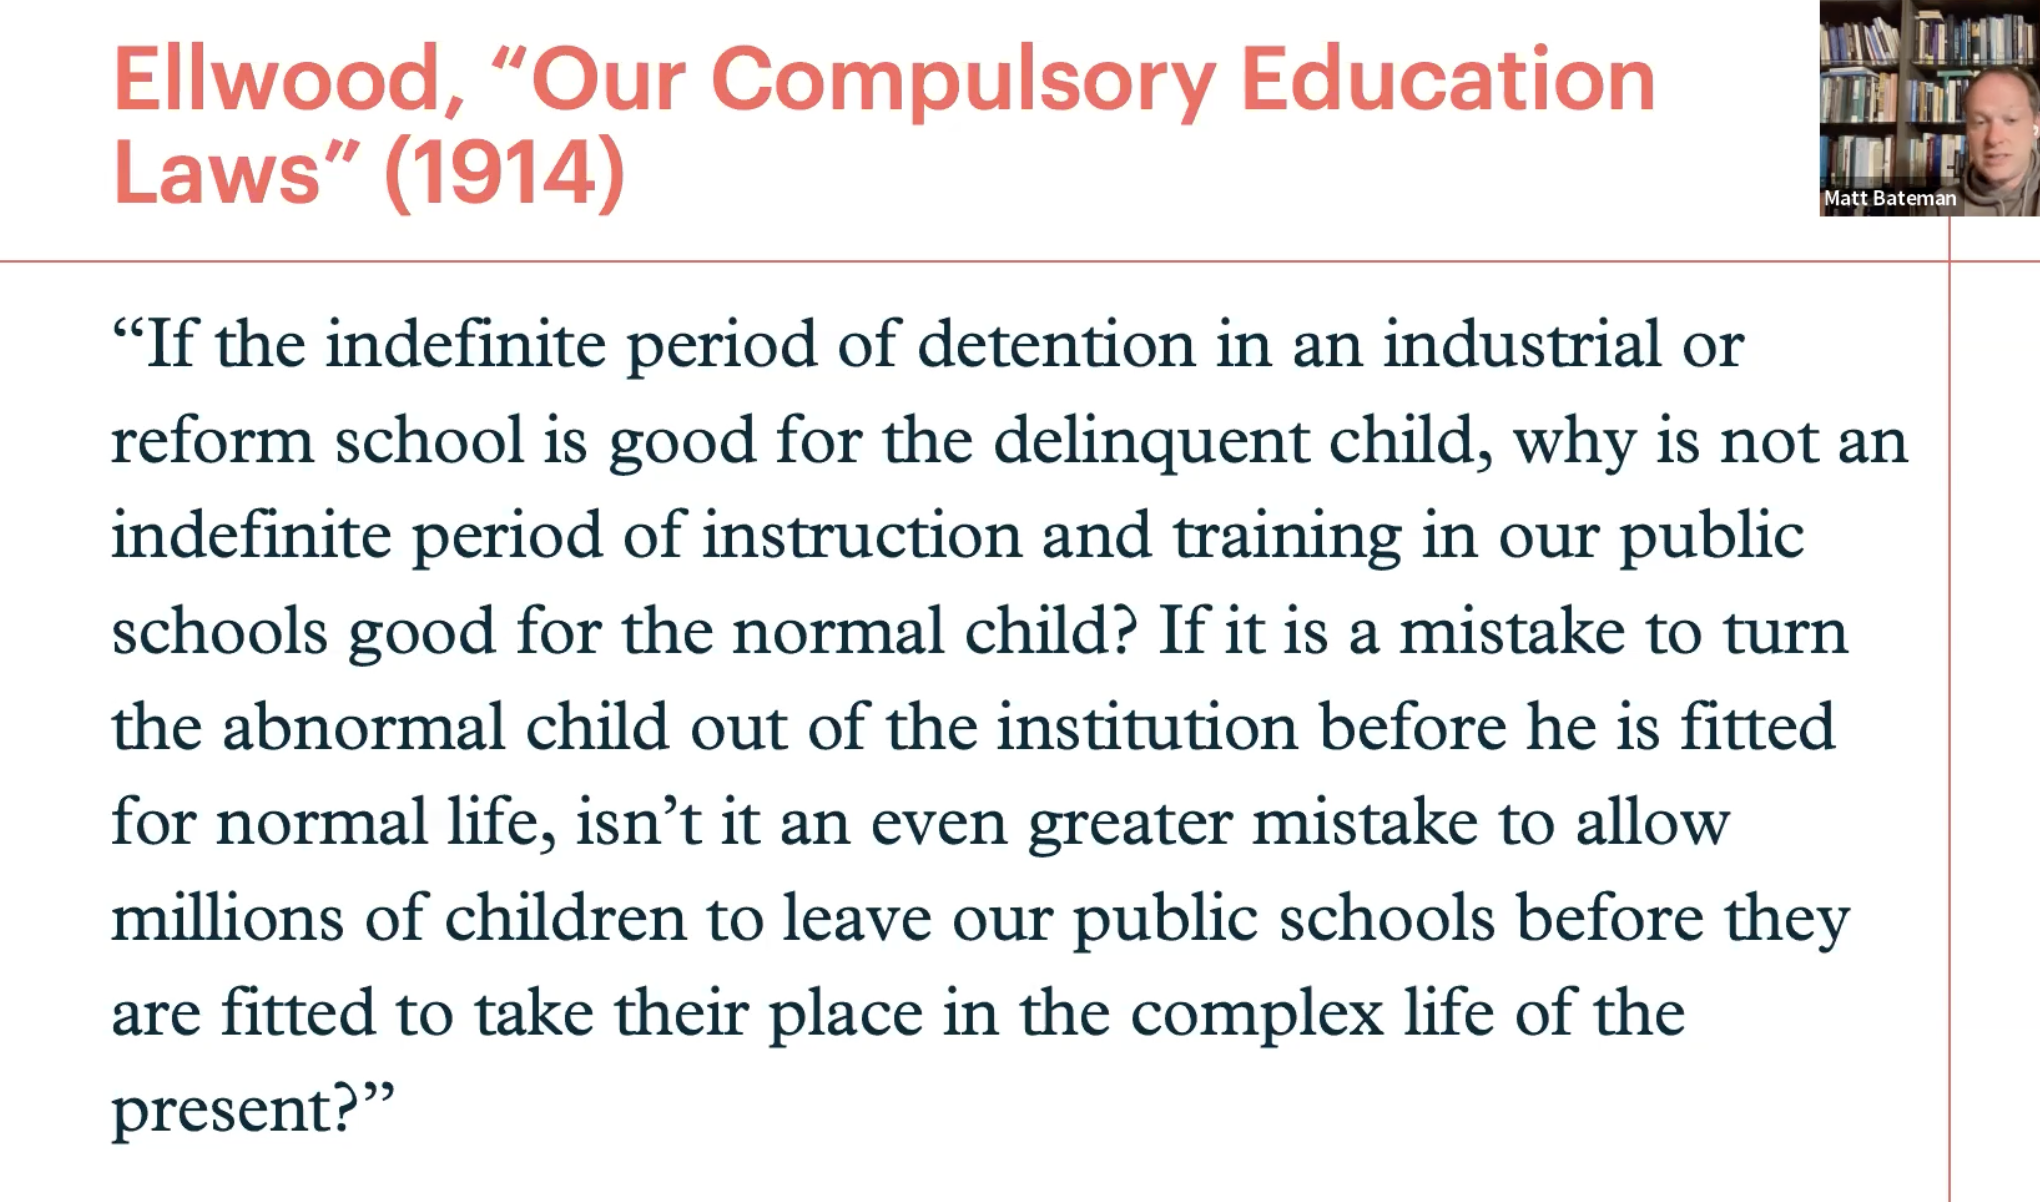 Ellwood, “Our Compulsory Education
Laws” (1914)
Matt Bateman
“If the indefinite period of detention in an industrial or
reform school is good for the delinquent child, why is not an
indefinite period of instruction and training in our public
schools good for the normal child? If it is a mistake to turn
the abnormal child out of the institution before he is fitted
for normal life, isn’t it an even greater mistake to allow
millions of children to leave our public schools before they
are fitted to take their place in the complex life of the
present?”